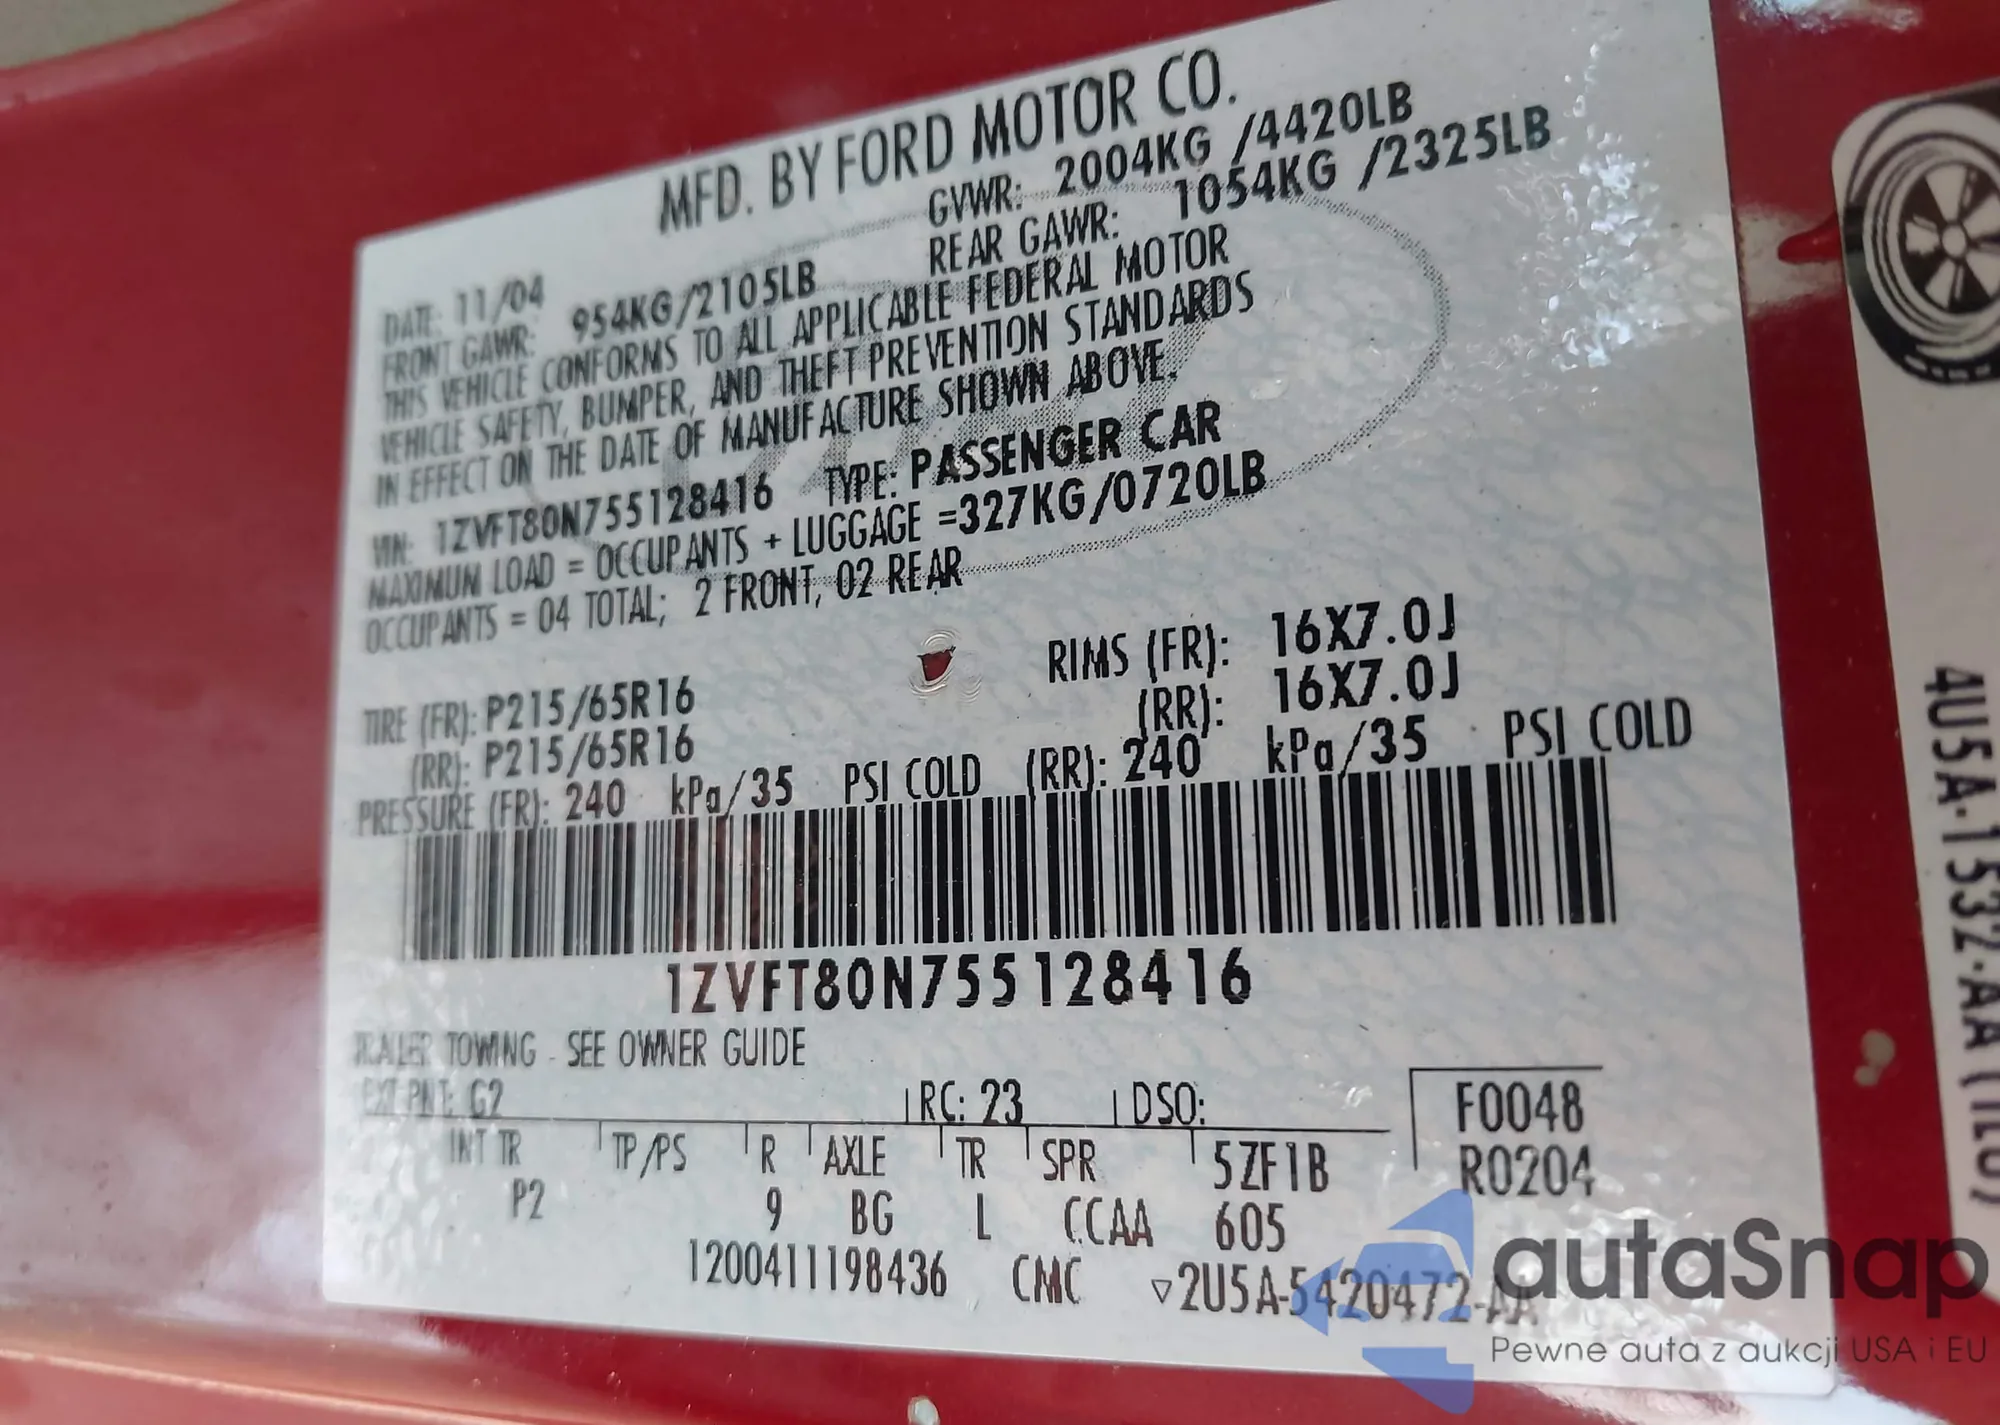 MFD. BY FORD MOTOR CO.
DATE: 11/04 GVWR: 2004KG /4420LB
FRONT GAWR: 954KG/2105LB REAR GAWR: 1054KG /2325LB
THIS VEHICLE CONFORMS TO ALL APPLICABLE FEDERAL MOTOR
VEHICLE SAFETY, BUMPER, AND THEFT PREVENTION STANDARDS
IN EFFECT ON THE DATE OF MANUFACTURE SHOWN ABOVE.
VIN: 1ZVFT80N755128416 TYPE: PASSENGER CAR
MAXIMUM LOAD = OCCUPANTS + LUGGAGE =327KG/0720LB
OCCUPANTS = 04 TOTAL; 2 FRONT, 02 REAR
TIRE (FR): P215/65R16 RIMS (FR): 16X7.0J
(RR): P215/65R16 (RR): 16X7.0J
PRESSURE (FR): 240 kPa/35 PSI COLD (RR): 240 kPa/35 PSI COLD
1ZVFT80N755128416
TRAILER TOWING - SEE OWNER GUIDE
EXT PNT: G2 RC: 23 DSO: F0048
INT TR TP/PS R AXLE TR SPR 5ZF1B R0204
P2 9 BG L CCAA 605
1200411198436 CMC ▽2U5A-5420472-AA
4U5A-1532-AA (1L6)
autaSnap
Pewne auta z aukcji USA i EU